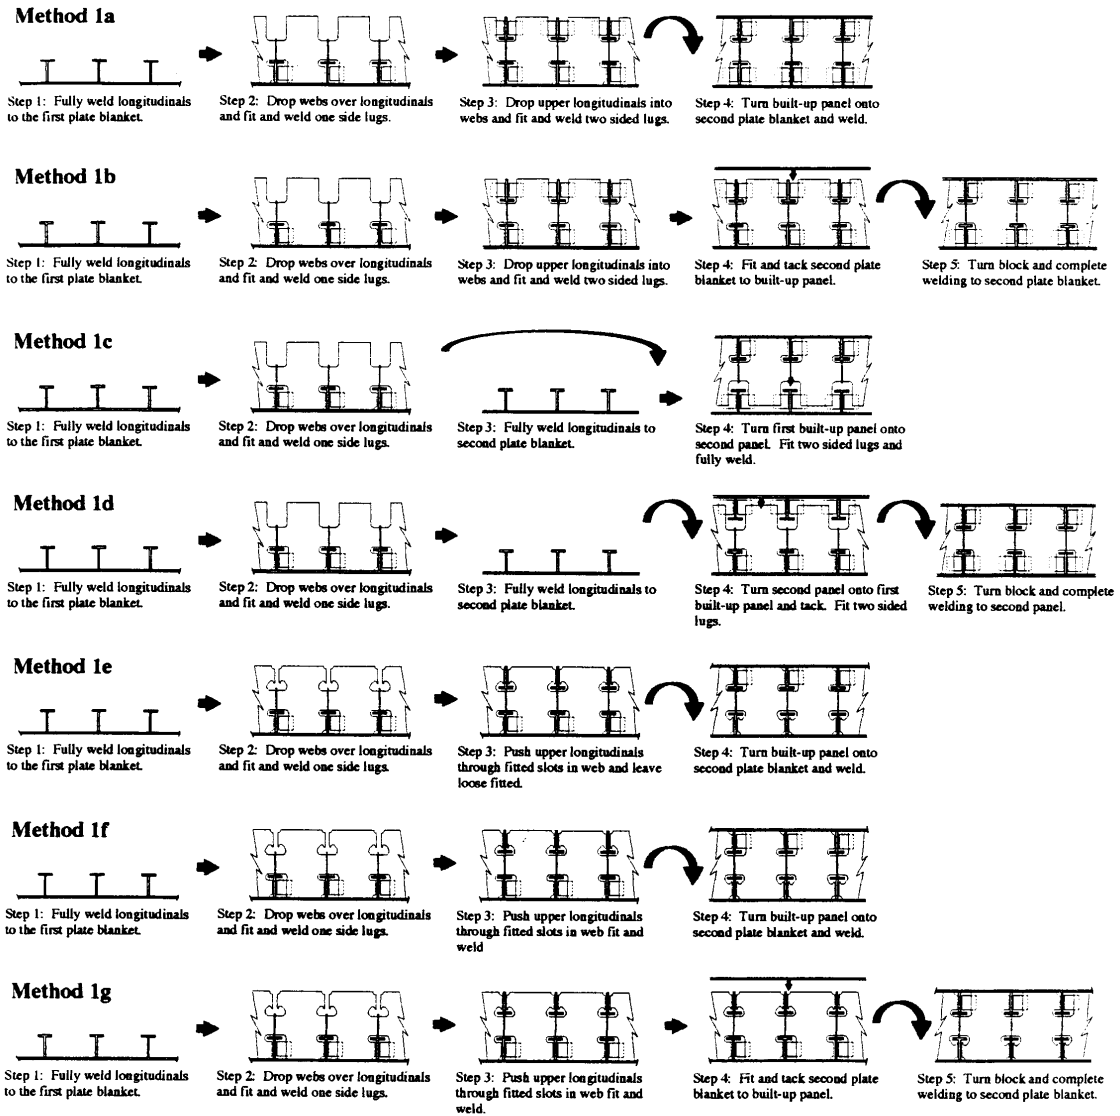 Method 1a
Step 1: Fully weld longitudinals
to the first plate blanket.
Step 2: Drop webs over longitudinals
and fit and weld one side lugs.
Step 3: Drop upper longitudinals into
webs and fit and weld two sided lugs.
Step 4: Turn built-up panel onto
second plate blanket and weld.
Method 1b
Step 1: Fully weld longitudinals
to the first plate blanket.
Step 2: Drop webs over longitudinals
and fit and weld one side lugs.
Step 3: Drop upper longitudinals into
webs and fit and weld two sided lugs.
Step 4: Fit and tack second plate
blanket to built-up panel.
Step 5: Turn block and complete
welding to second plate blanket.
Method 1c
Step 1: Fully weld longitudinals
to the first plate blanket.
Step 2: Drop webs over longitudinals
and fit and weld one side lugs.
Step 3: Fully weld longitudinals to
second plate blanket.
Step 4: Turn first built-up panel onto
second panel. Fit two sided lugs and
fully weld.
Method 1d
Step 1: Fully weld longitudinals
to the first plate blanket.
Step 2: Drop webs over longitudinals
and fit and weld one side lugs.
Step 3: Fully weld longitudinals to
second plate blanket.
Step 4: Turn second panel onto first
built-up panel and tack. Fit two sided
lugs.
Step 5: Turn block and complete
welding to second panel.
Method 1e
Step 1: Fully weld longitudinals
to the first plate blanket.
Step 2: Drop webs over longitudinals
and fit and weld one side lugs.
Step 3: Push upper longitudinals
through fitted slots in web and leave
loose fitted.
Step 4: Turn built-up panel onto
second plate blanket and weld.
Method 1f
Step 1: Fully weld longitudinals
to the first plate blanket.
Step 2: Drop webs over longitudinals
and fit and weld one side lugs.
Step 3: Push upper longitudinals
through fitted slots in web fit and
weld
Step 4: Turn built-up panel onto
second plate blanket and weld.
Method 1g
Step 1: Fully weld longitudinals
to the first plate blanket.
Step 2: Drop webs over longitudinals
and fit and weld one side lugs.
Step 3: Push upper longitudinals
through fitted slots in web fit and
weld.
Step 4: Fit and tack second plate
blanket to built-up panel.
Step 5: Turn block and complete
welding to second plate blanket.